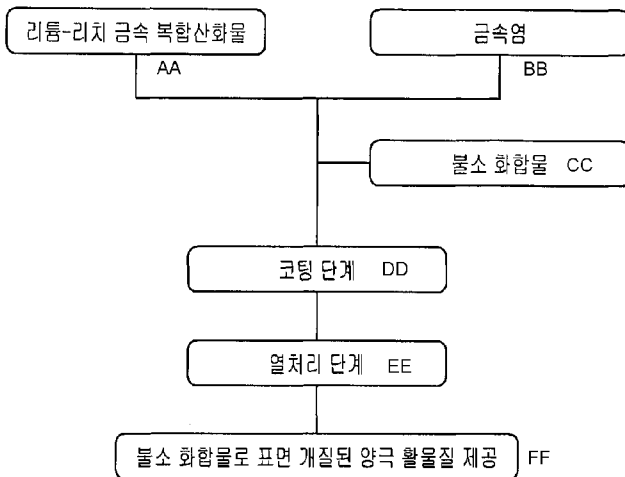 리튬-리치 금속 복합산화물
금속염
AA
BB
불소 화합물 CC
코팅 단계 DD
열처리 단계 EE
불소 화합물로 표면 개질된 양극 활물질 제공 FF